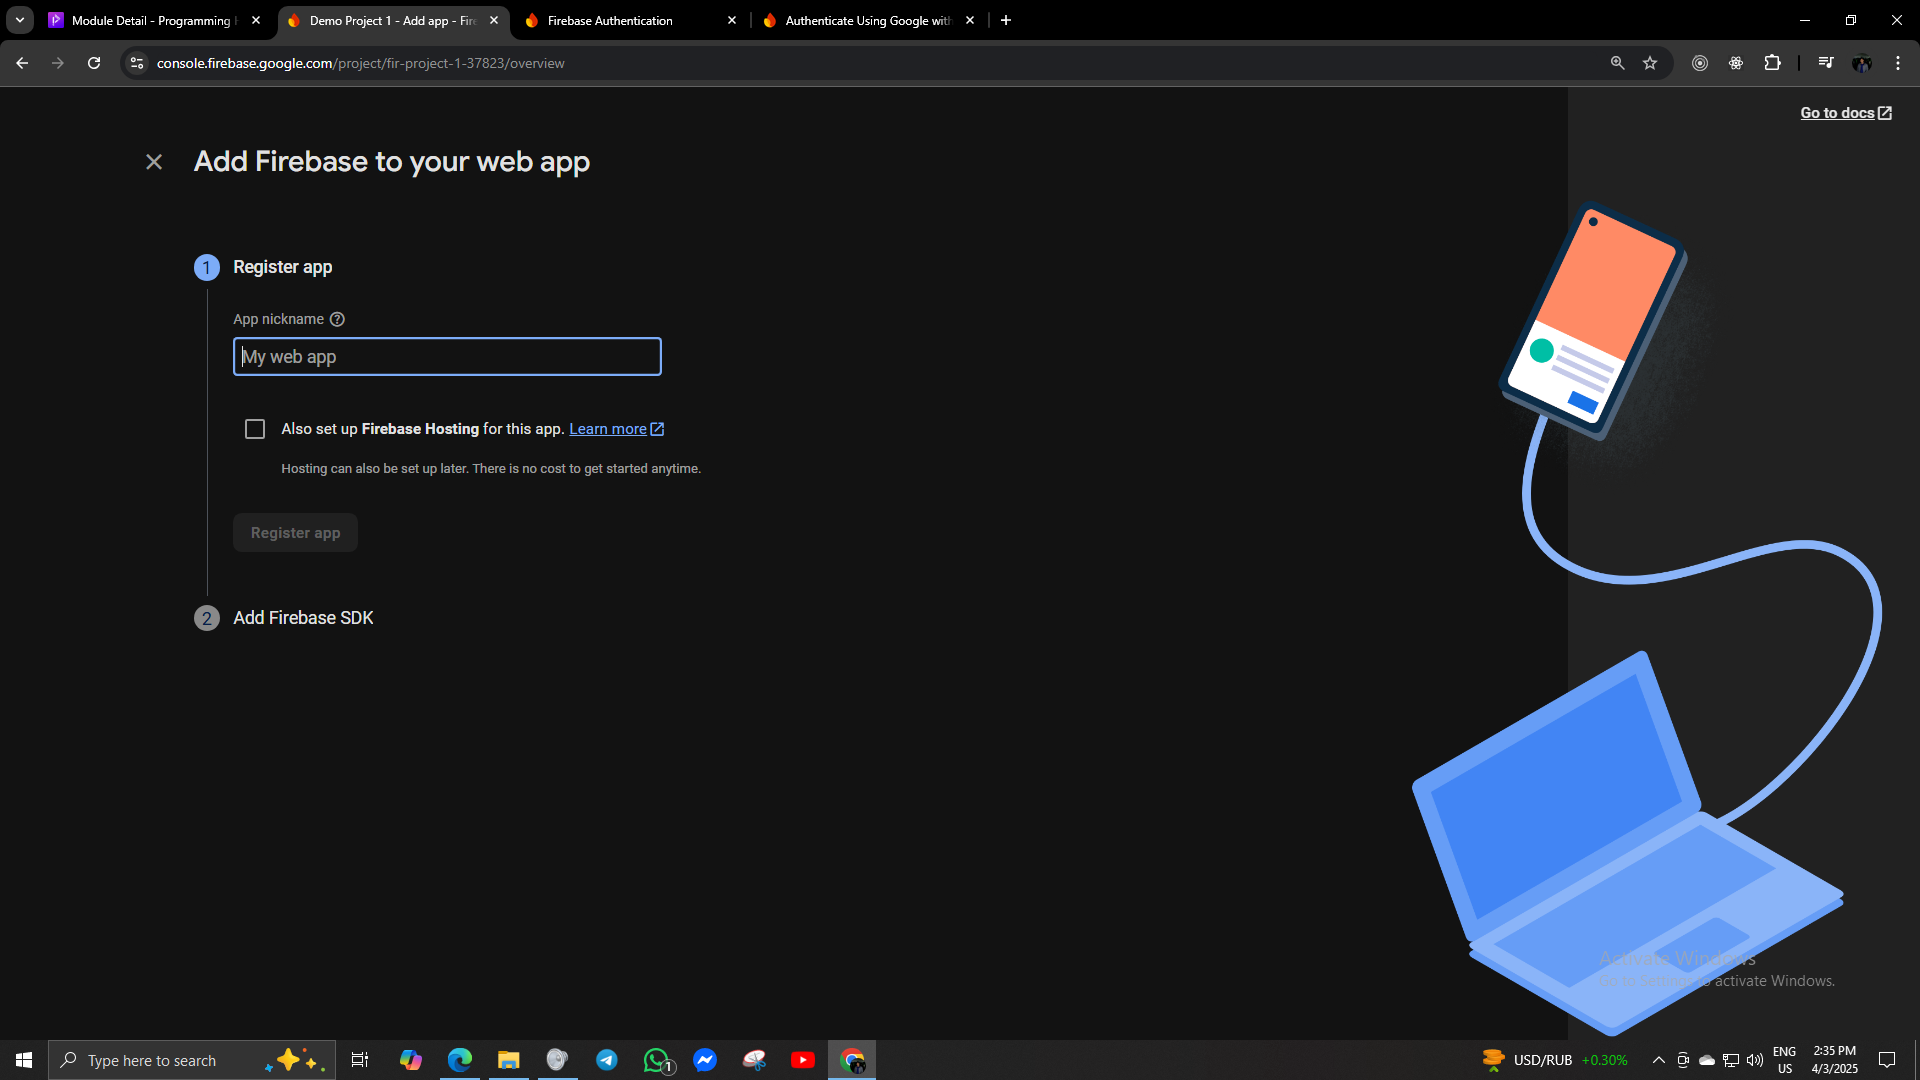 Module Detail - Programming
Demo Project 1 - Add app - Fire
Firebase Authentication
Authenticate Using Google with
console.firebase.google.com/project/fir-project-1-37823/overview
Go to docs
Add Firebase to your web app
1
Register app
App nickname
My web app
Also set up Firebase Hosting for this app. Learn more
Hosting can also be set up later. There is no cost to get started anytime.
Register app
2
Add Firebase SDK
Activate Windows
Go to Settings to activate Windows.
Type here to search
1
USD/RUB +0.30%
ENG
US
2:35 PM
4/3/2025